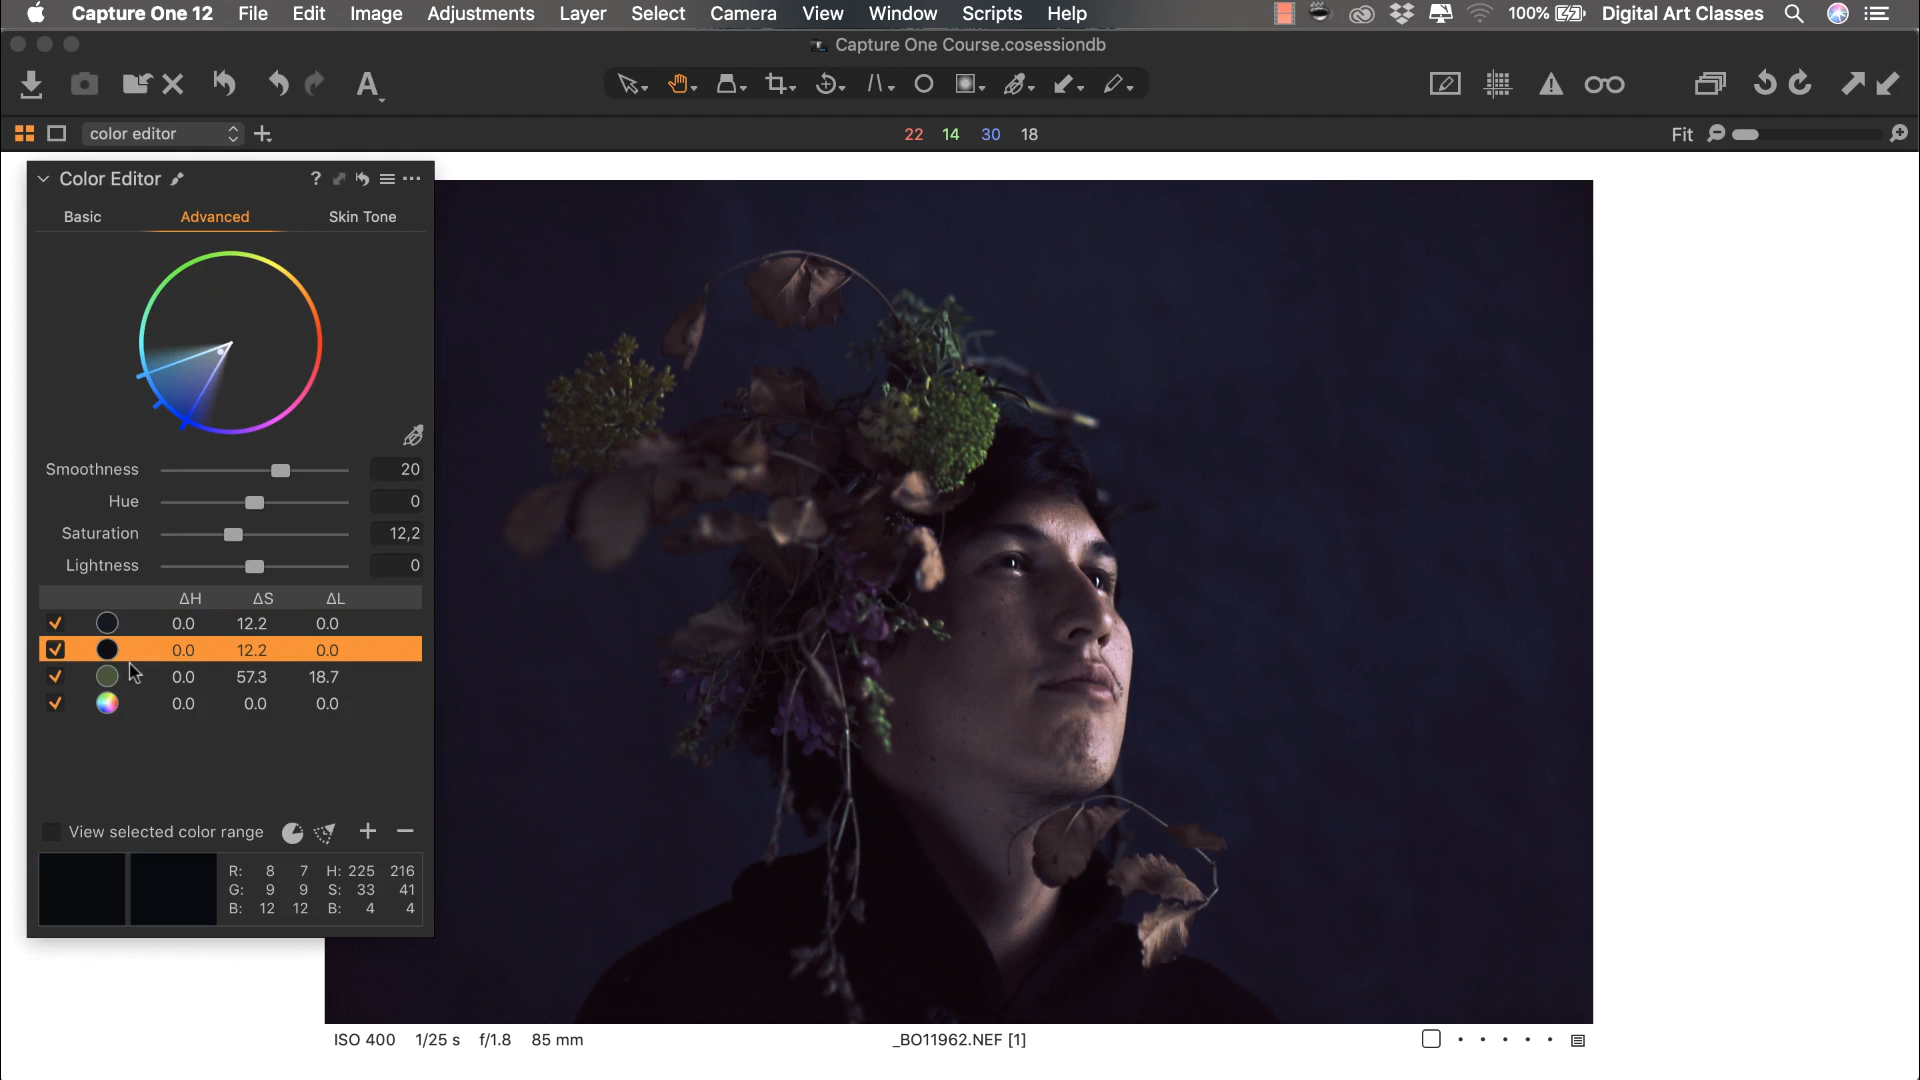 Capture One 12 File Edit Image Adjustments Layer Select Camera View Window Scripts Help 100% Digital Art Classes
Capture One Course.cosessiondb
A
color editor 22 14 30 18 Fit
Color Editor ?
Basic Advanced Skin Tone
Smoothness 20
Hue 0
Saturation 12,2
Lightness 0
ΔH ΔS ΔL
0.0 12.2 0.0
0.0 12.2 0.0
0.0 57.3 18.7
0.0 0.0 0.0
View selected color range
R: 8 7 H: 225 216
G: 9 9 S: 33 41
B: 12 12 B: 4 4
ISO 400 1/25 s f/1.8 85 mm _BO11962.NEF [1]